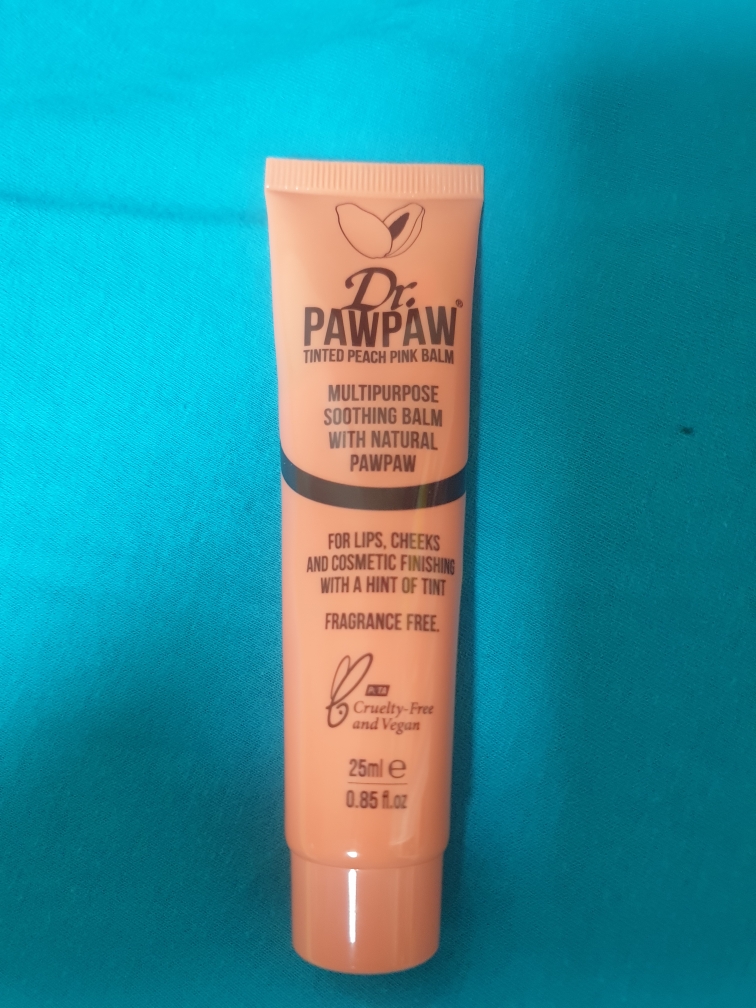 Dr.
PAWPAW®
TINTED PEACH PINK BALM
MULTIPURPOSE
SOOTHING BALM
WITH NATURAL
PAWPAW
FOR LIPS, CHEEKS
AND COSMETIC FINISHING
WITH A HINT OF TINT
FRAGRANCE FREE.
PETA
Cruelty-Free
and Vegan
25ml ℮
0.85 fl.oz